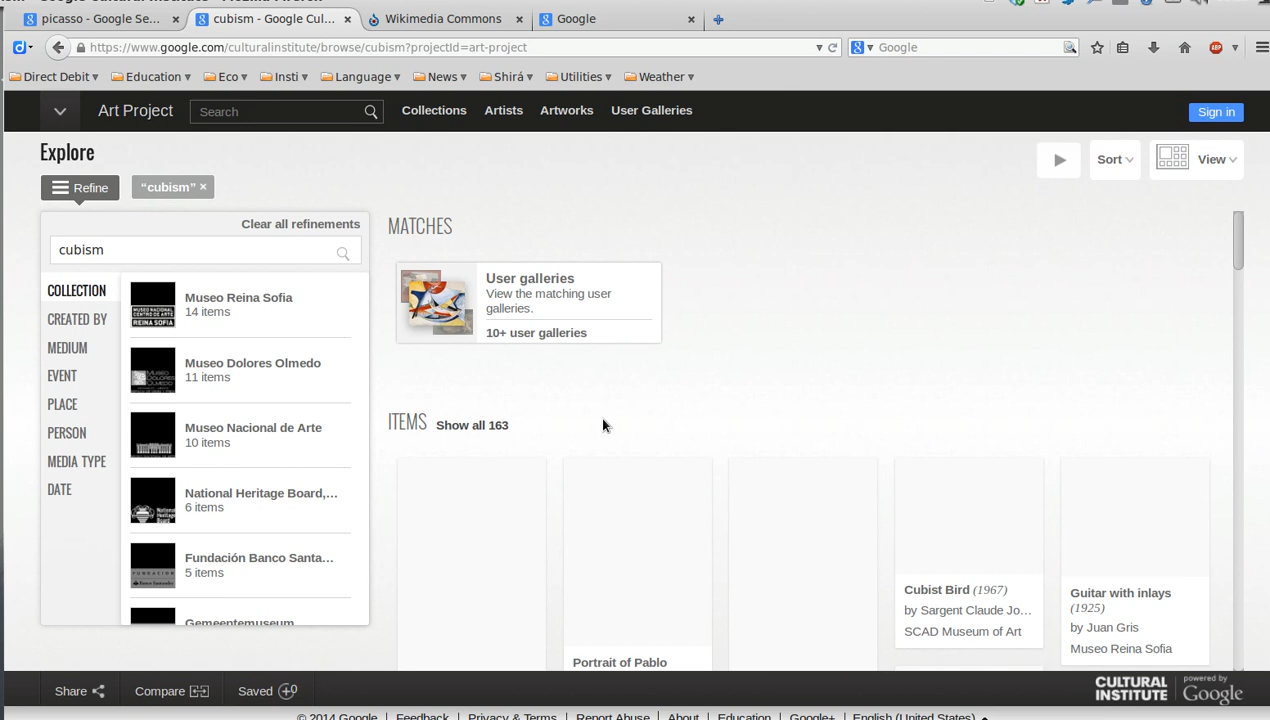 picasso - Google Se... × cubism - Google Cul... × Wikimedia Commons × Google ×
https://www.google.com/culturalinstitute/browse/cubism?projectId=art-project
Google
Direct Debit Education Eco Insti Language News Shirá Utilities Weather
Art Project Search Collections Artists Artworks User Galleries Sign in
Explore
Sort View
Refine "cubism" ×
Clear all refinements
cubism
COLLECTION
CREATED BY
MEDIUM
EVENT
PLACE
PERSON
MEDIA TYPE
DATE
Museo Reina Sofia
14 items
Museo Dolores Olmedo
11 items
Museo Nacional de Arte
10 items
National Heritage Board,...
6 items
Fundación Banco Santa...
5 items
Gemeentemuseum
MUSEO NACIONAL
CENTRO DE ARTE
REINA SOFIA
MATCHES
User galleries
View the matching user
galleries.
10+ user galleries
ITEMS Show all 163
Portrait of Pablo
Cubist Bird (1967)
by Sargent Claude Jo...
SCAD Museum of Art
Guitar with inlays
(1925)
by Juan Gris
Museo Reina Sofia
Share Compare Saved
CULTURAL
INSTITUTE
powered by
Google
© 2014 Google Feedback Privacy & Terms Report Abuse About Education Google+ English (United States)